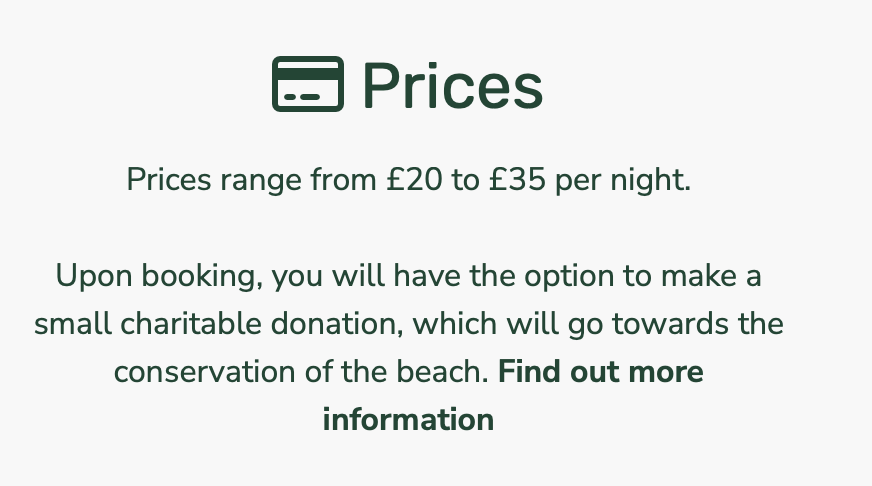 Prices
Prices range from £20 to £35 per night.
Upon booking, you will have the option to make a
small charitable donation, which will go towards the
conservation of the beach. Find out more
information